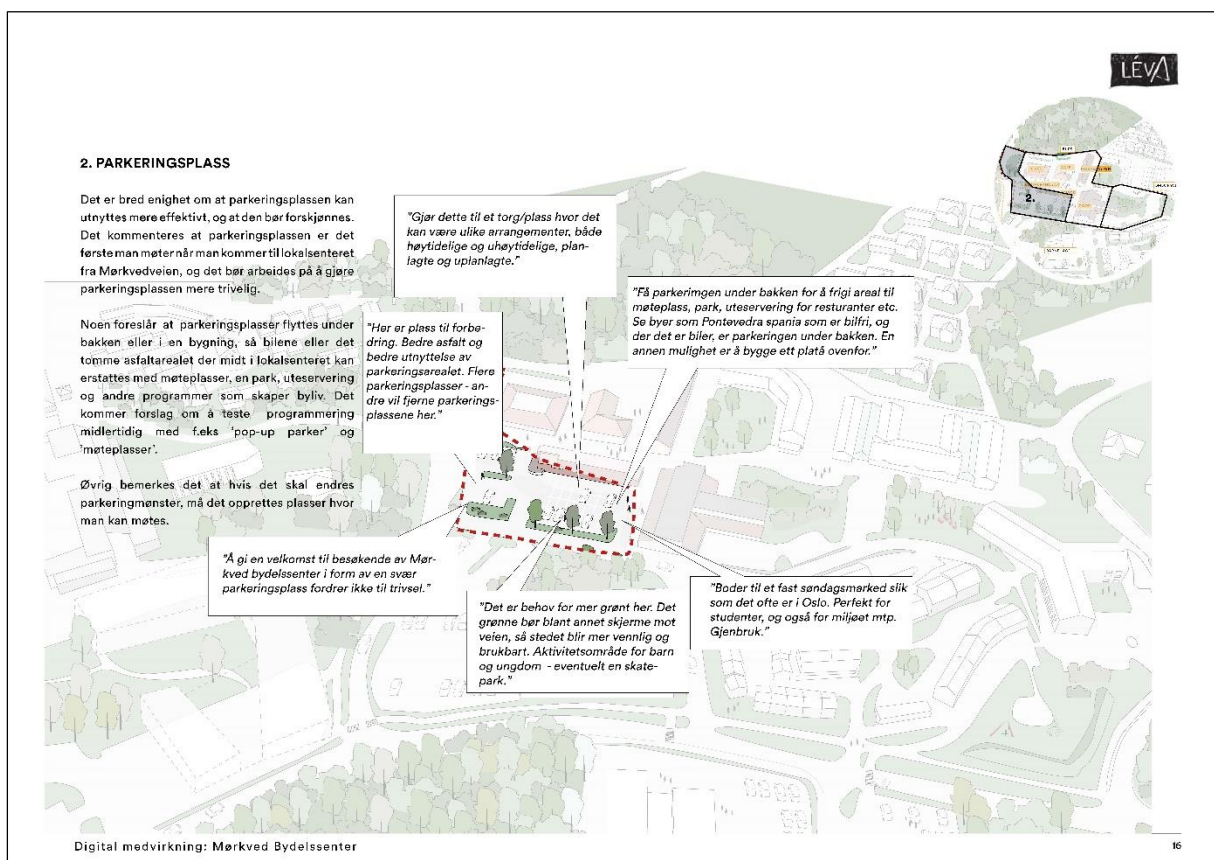 LÉVA
2. PARKERINGSPLASS
Det er bred enighet om at parkeringsplassen kan
utnyttes mere effektivt, og at den bør forskjønnes.
Det kommenteres at parkeringsplassen er det
første man møter når man kommer til lokalsenteret
fra Mørkvedveien, og det bør arbeides på å gjøre
parkeringsplassen mere trivelig.
Noen foreslår at parkeringsplasser flyttes under
bakken eller i en bygning, så bilene eller det
tomme asfaltarealet der midt i lokalsenteret kan
erstattes med møteplasser, en park, uteservering
og andre programmer som skaper byliv. Det
kommer forslag om å teste programmering
midlertidig med f.eks 'pop-up parker' og
'møteplasser'.
Øvrig bemerkes det at hvis det skal endres
parkeringmønster, må det opprettes plasser hvor
man kan møtes.
"Gjør dette til et torg/plass hvor det
kan være ulike arrangementer, både
høytidelige og uhøytidelige, plan-
lagte og uplanlagte."
"Her er plass til forbe-
dring. Bedre asfalt og
bedre utnyttelse av
parkeringsarealet. Flere
parkeringsplasser - an-
dre vil fjerne parkerings-
plassene her."
"Få parkerimgen under bakken for å frigi areal til
møteplass, park, uteservering for resturanter etc.
Se byer som Pontevedra spania som er bilfri, og
der det er biler, er parkeringen under bakken. En
annen mulighet er å bygge ett platå ovenfor."
"Å gi en velkomst til besøkende av Mør-
kved bydelssenter i form av en svær
parkeringsplass fordrer ikke til trivsel."
"Det er behov for mer grønt her. Det
grønne bør blant annet skjerme mot
veien, så stedet blir mer vennlig og
brukbart. Aktivitetsområde for barn
og ungdom - eventuelt en skate-
park."
"Boder til et fast søndagsmarked slik
som det ofte er i Oslo. Perfekt for
studenter, og også for miljøet mtp.
Gjenbruk."
2.
Digital medvirkning: Mørkved Bydelssenter
16